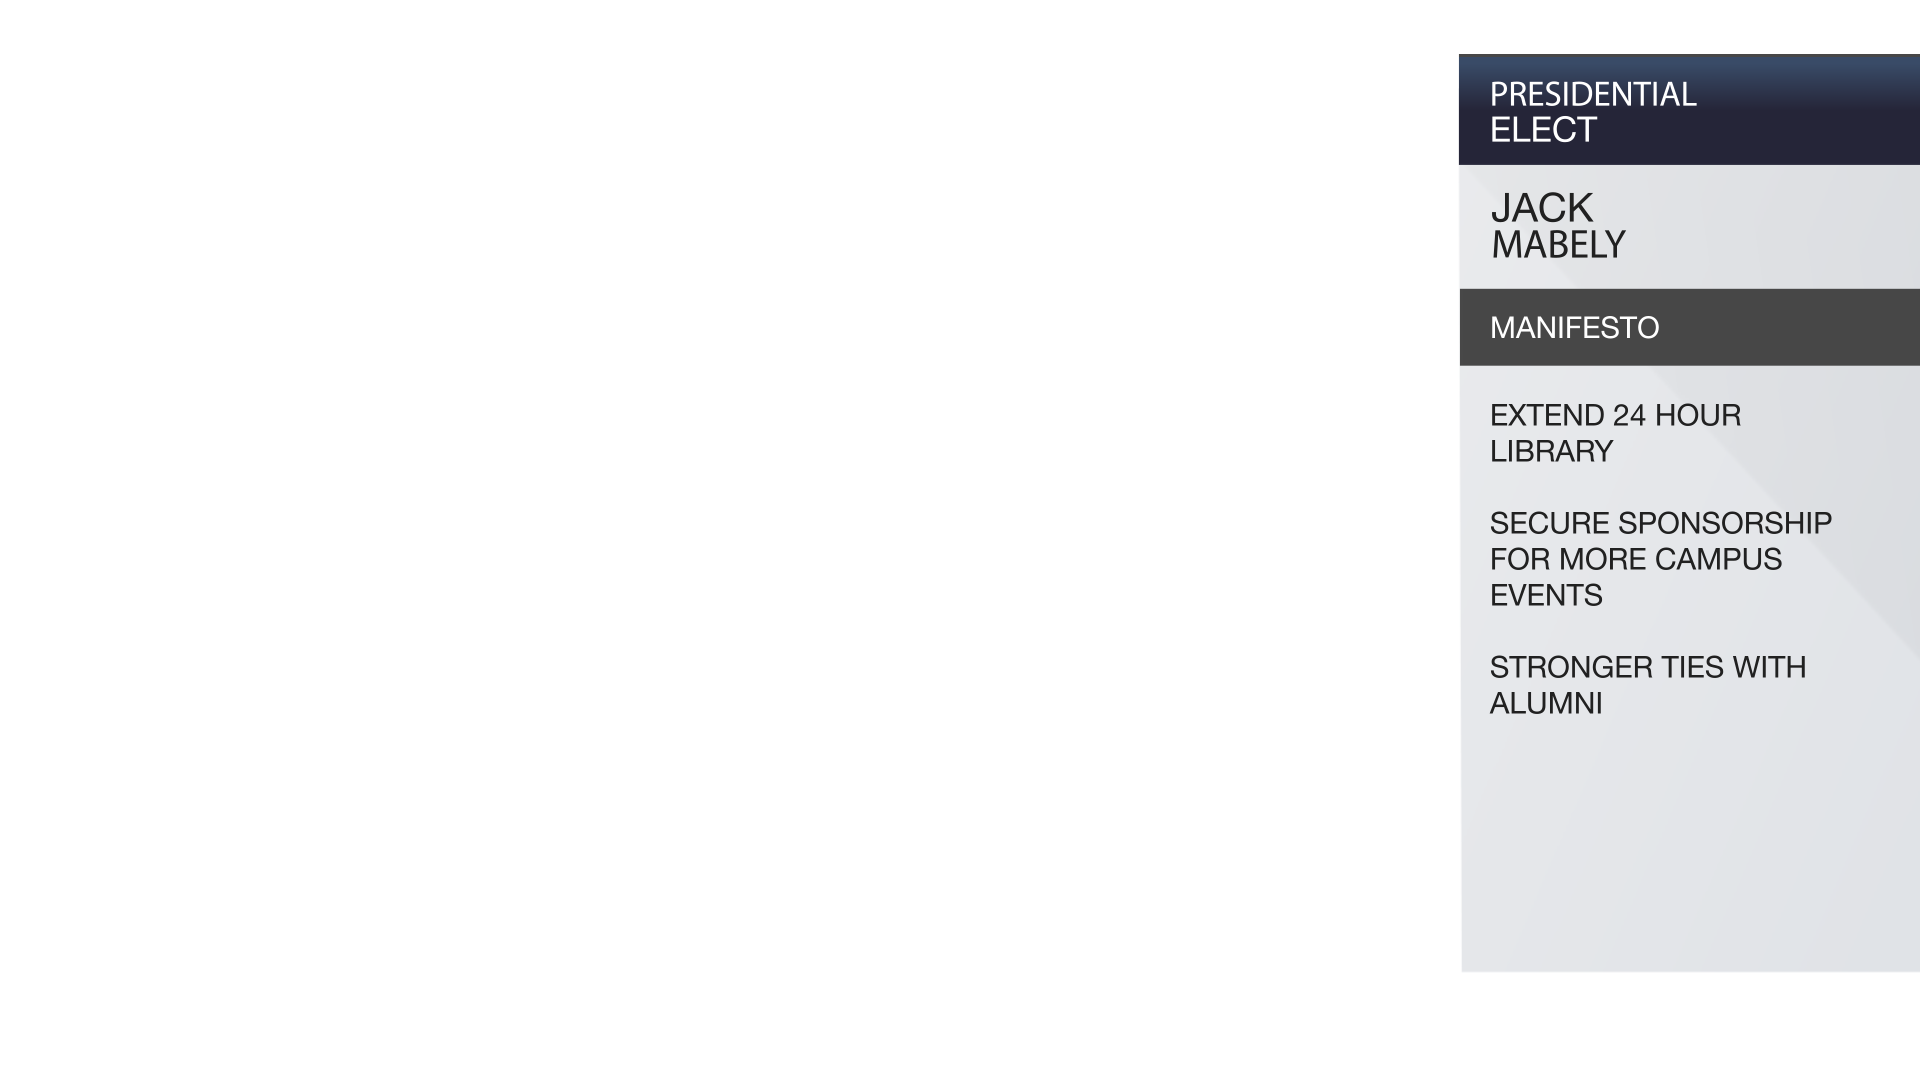 PRESIDENTIAL
ELECT
JACK
MABELY
MANIFESTO
EXTEND 24 HOUR
LIBRARY
SECURE SPONSORSHIP
FOR MORE CAMPUS
EVENTS
STRONGER TIES WITH
ALUMNI